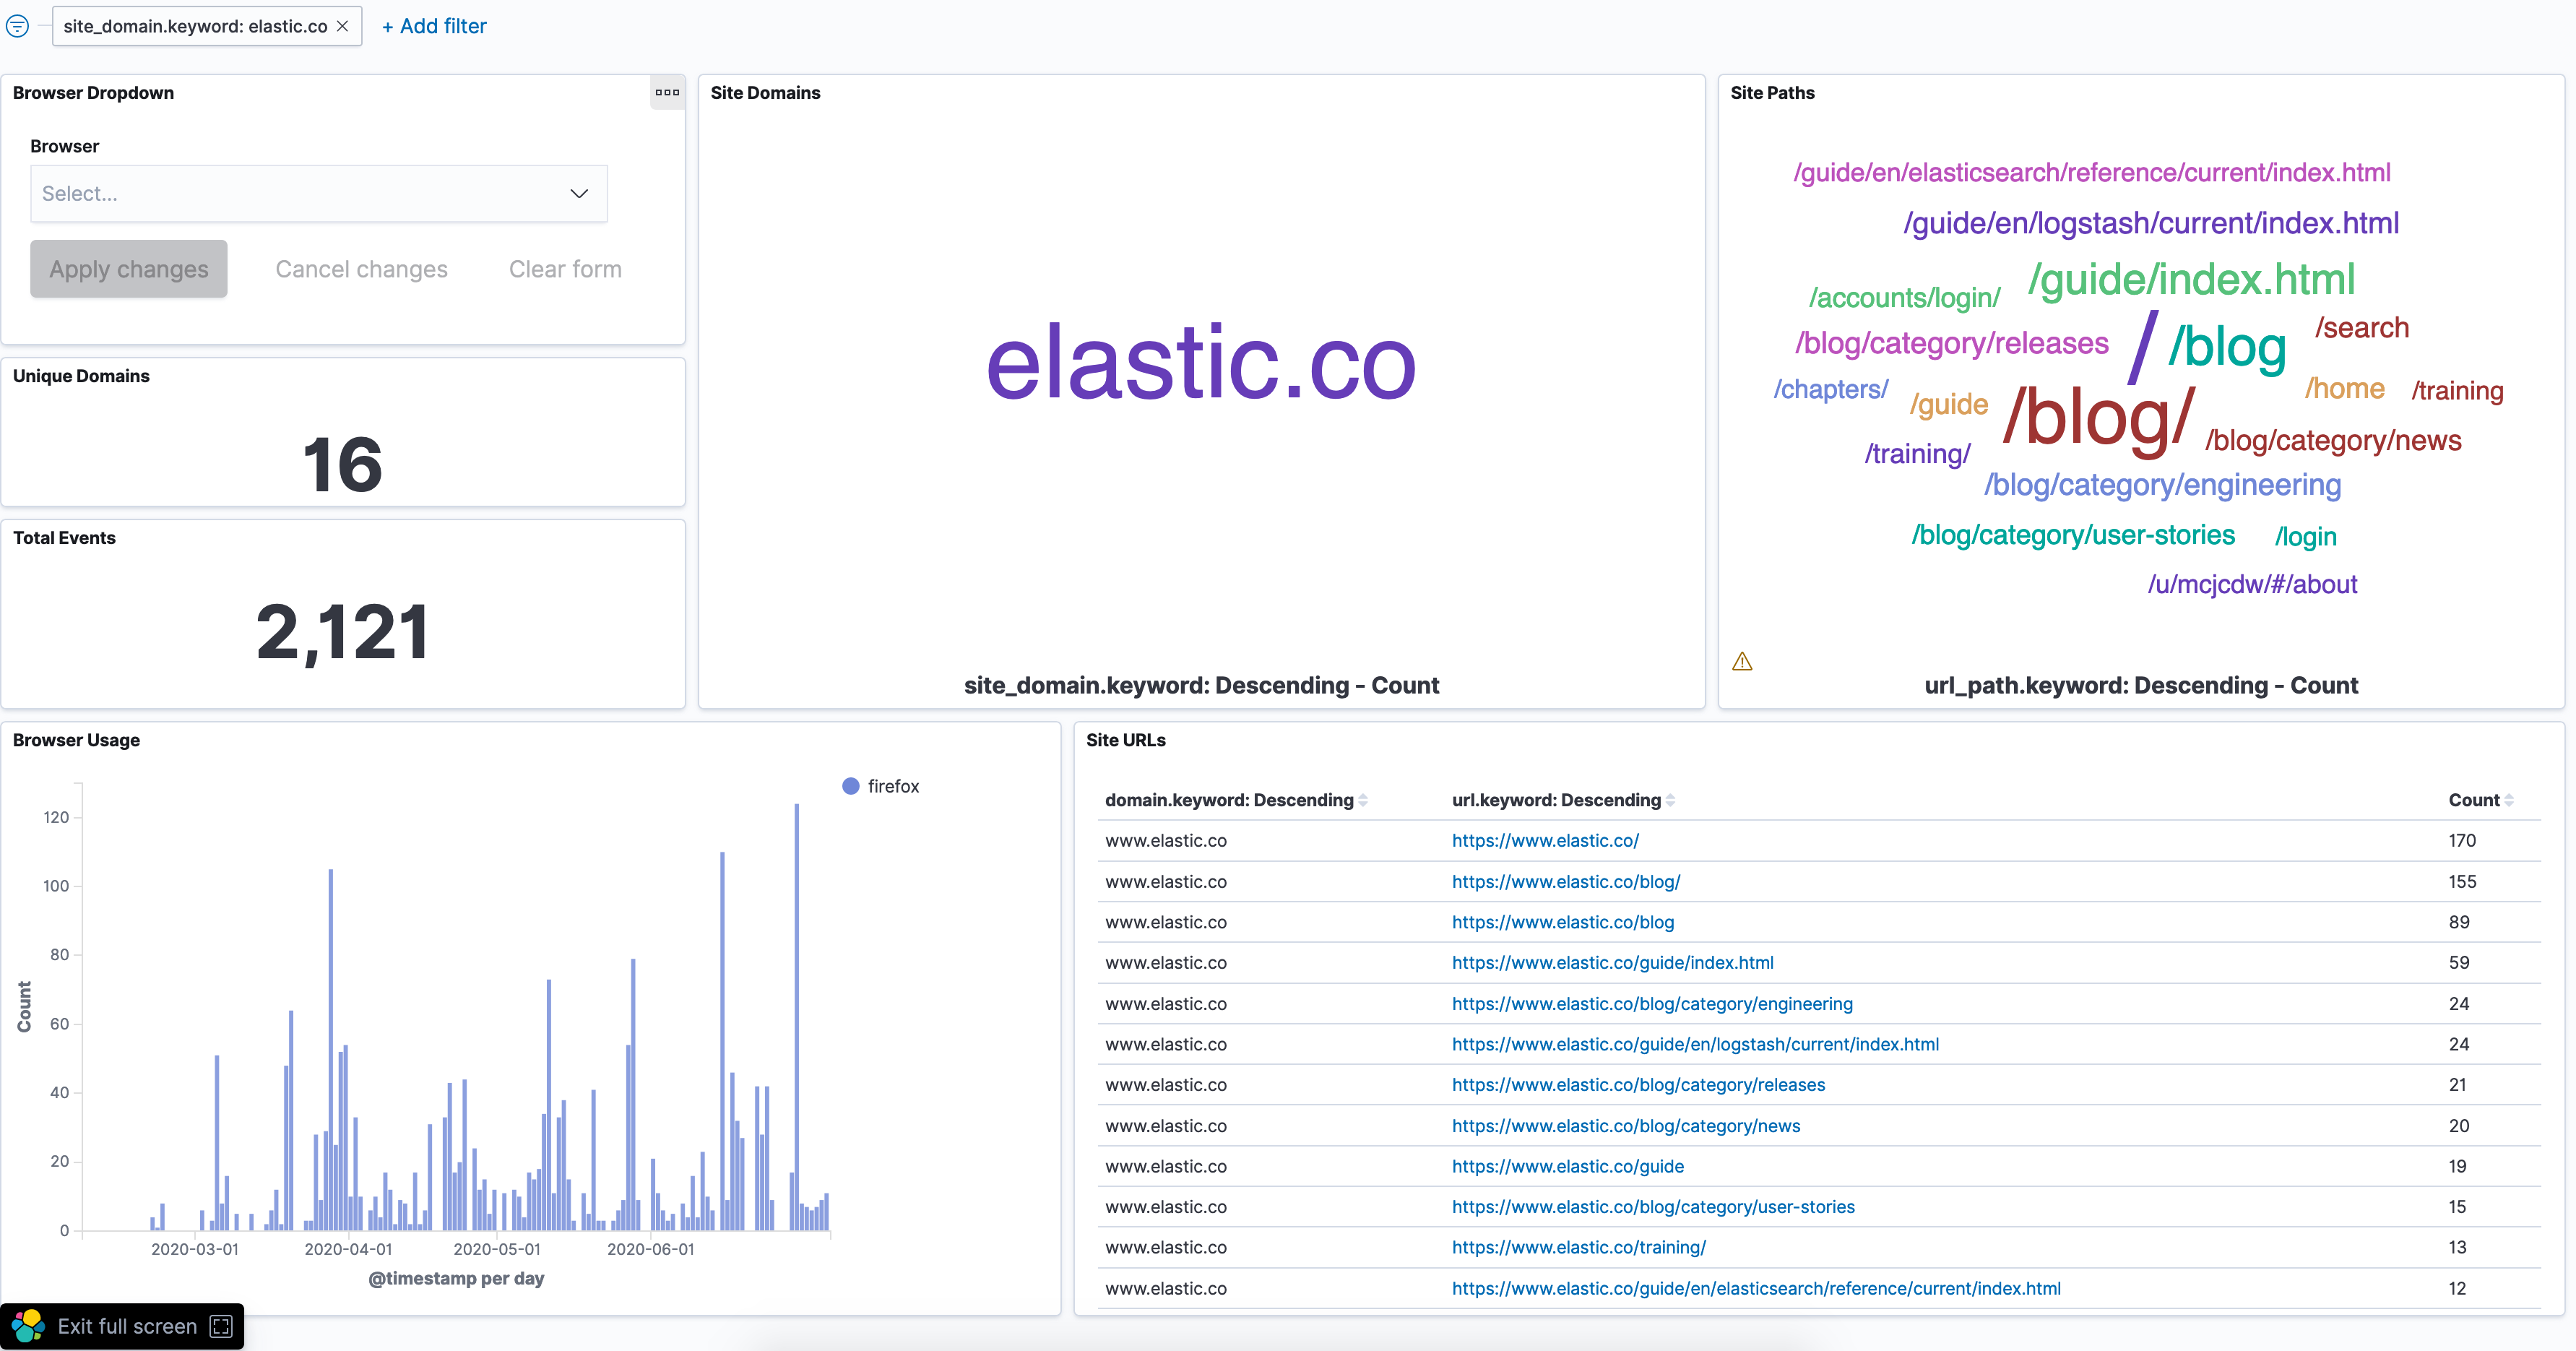 site_domain.keyword: elastic.co ×
+ Add filter
Browser Dropdown
Browser
Select...
Apply changes
Cancel changes
Clear form
Unique Domains
16
Total Events
2,121
Site Domains
elastic.co
site_domain.keyword: Descending - Count
Site Paths
/guide/en/elasticsearch/reference/current/index.html
/guide/en/logstash/current/index.html
/guide/index.html
/accounts/login/
/search
/blog/category/releases
/
/blog
/chapters/
/guide
/blog/
/home
/training
/training/
/blog/category/news
/blog/category/engineering
/blog/category/user-stories
/login
/u/mcjcdw/#/about
url_path.keyword: Descending - Count
Browser Usage
firefox
120
100
80
60
40
20
0
Count
2020-03-01
2020-04-01
2020-05-01
2020-06-01
@timestamp per day
Site URLs
domain.keyword: Descending url.keyword: Descending Count
www.elastic.co https://www.elastic.co/ 170
www.elastic.co https://www.elastic.co/blog/ 155
www.elastic.co https://www.elastic.co/blog 89
www.elastic.co https://www.elastic.co/guide/index.html 59
www.elastic.co https://www.elastic.co/blog/category/engineering 24
www.elastic.co https://www.elastic.co/guide/en/logstash/current/index.html 24
www.elastic.co https://www.elastic.co/blog/category/releases 21
www.elastic.co https://www.elastic.co/blog/category/news 20
www.elastic.co https://www.elastic.co/guide 19
www.elastic.co https://www.elastic.co/blog/category/user-stories 15
www.elastic.co https://www.elastic.co/training/ 13
www.elastic.co https://www.elastic.co/guide/en/elasticsearch/reference/current/index.html 12
Exit full screen